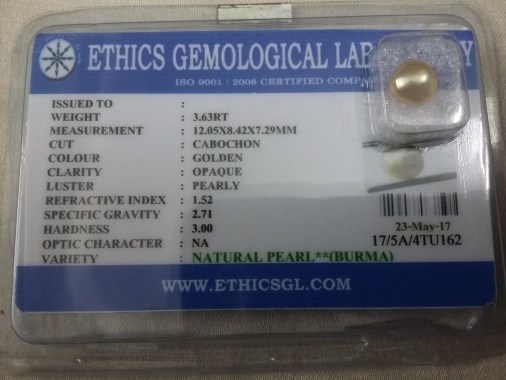 ETHICS GEMOLOGICAL LAB Y
ISO 9001 : 2008 CERTIFIED COMPA
ISSUED TO :
WEIGHT : 3.63RT
MEASUREMENT : 12.05X8.42X7.29MM
CUT : CABOCHON
COLOUR : GOLDEN
CLARITY : OPAQUE
LUSTER : PEARLY
REFRACTIVE INDEX : 1.52
SPECIFIC GRAVITY : 2.71
HARDNESS : 3.00
OPTIC CHARACTER : NA
VARIETY : NATURAL PEARL**(BURMA)
23-May-17
17/5A/4TU162
WWW.ETHICSGL.COM